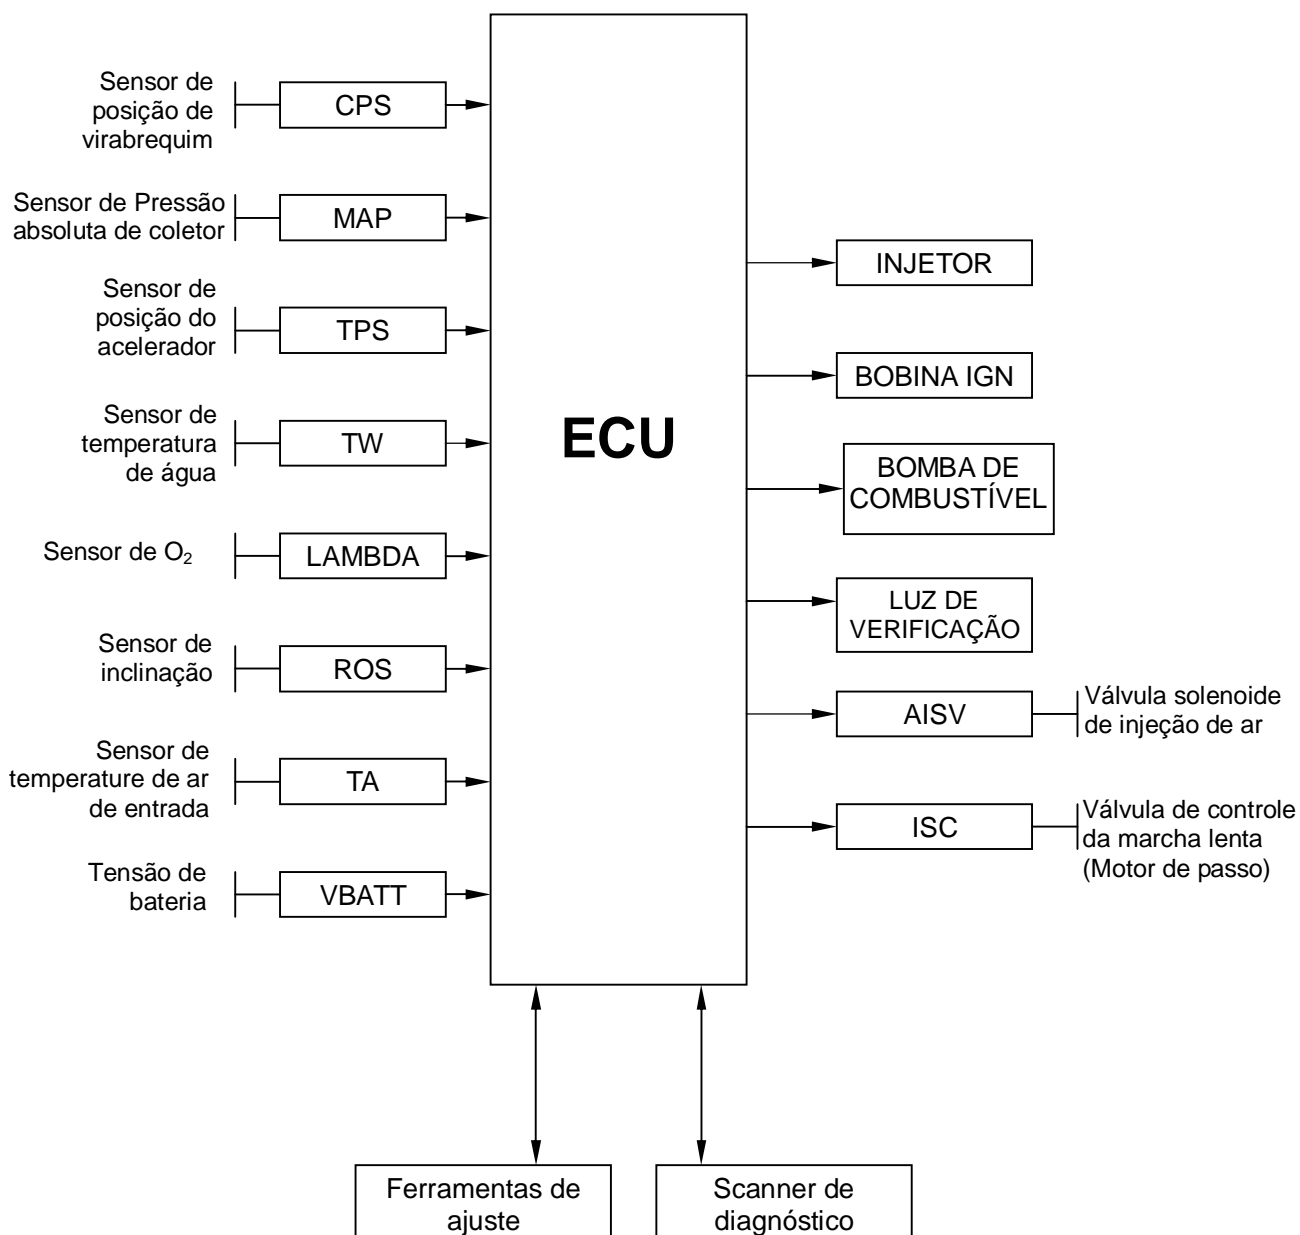 Sensor de
posição de
virabrequim
CPS
Sensor de Pressão
absoluta de coletor
MAP
Sensor de
posição do
acelerador
TPS
Sensor de
temperatura
de água
TW
Sensor de O₂
LAMBDA
Sensor de
inclinação
ROS
Sensor de
temperature de ar
de entrada
TA
Tensão de
bateria
VBATT
ECU
INJETOR
BOBINA IGN
BOMBA DE
COMBUSTÍVEL
LUZ DE
VERIFICAÇÃO
AISV
Válvula solenoide
de injeção de ar
ISC
Válvula de controle
da marcha lenta
(Motor de passo)
Ferramentas de
ajuste
Scanner de
diagnóstico